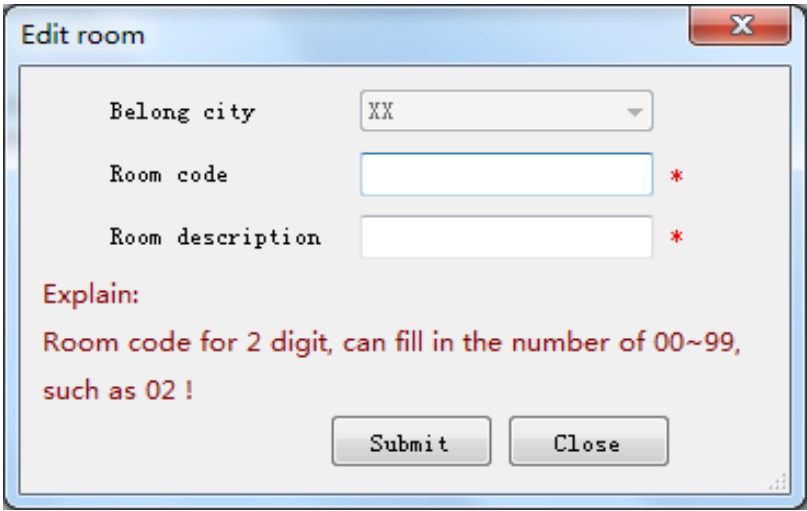 Edit room
Belong city XX
Room code *
Room description *
Explain:
Room code for 2 digit, can fill in the number of 00~99,
such as 02 !
Submit Close